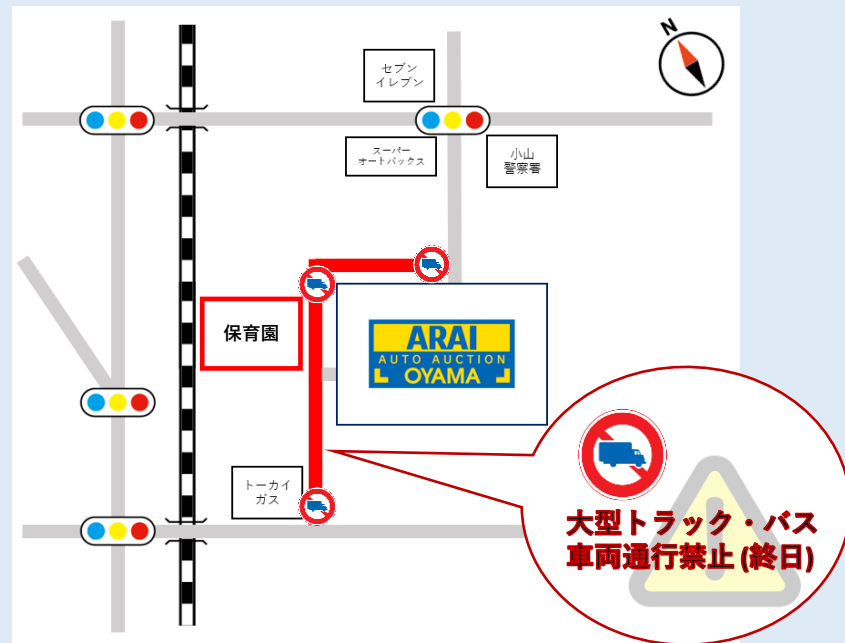 N
セブン
イレブン
スーパー
オートバックス
小山
警察署
保育園
ARAI
AUTO AUCTION
OYAMA
トーカイ
ガス
大型トラック・バス
車両通行禁止(終日)